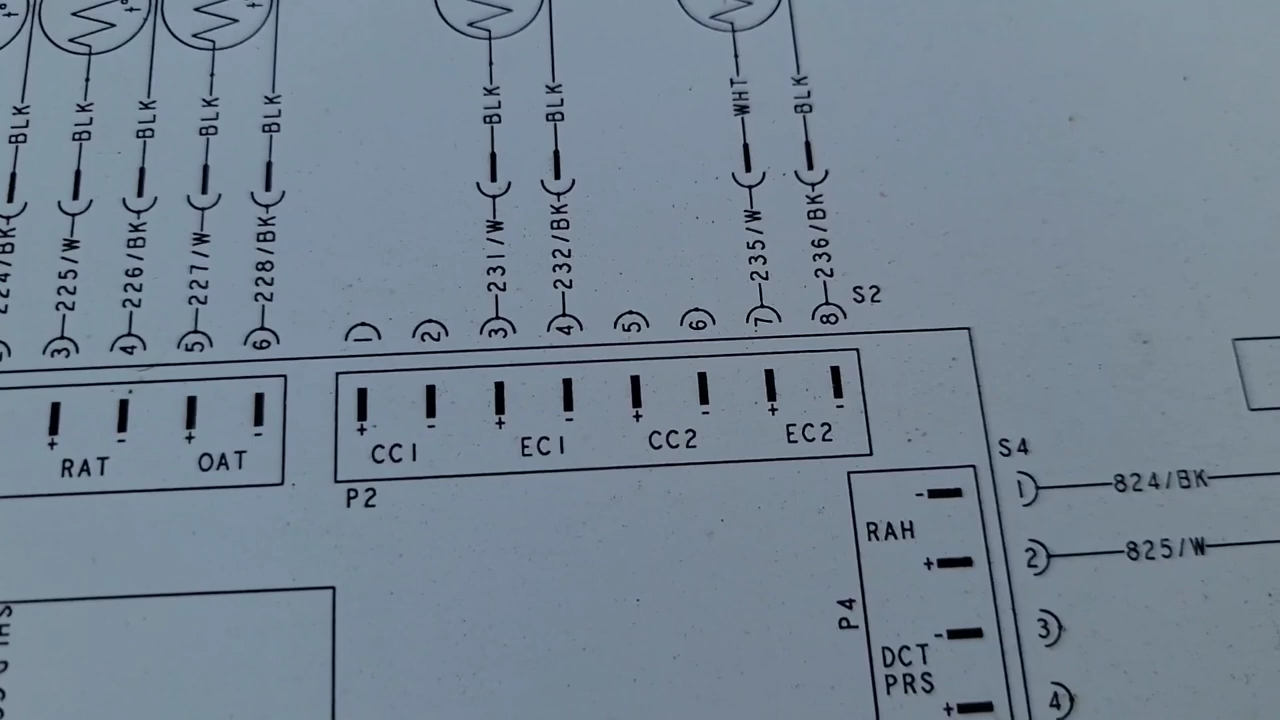 t°
t°
t
BLK
BLK
BLK
BLK
BLK
BLK
BLK
WHT
BLK
224/BK
225/W
226/BK
227/W
228/BK
231/W
232/BK
235/W
236/BK
3
4
5
6
1
2
3
4
5
6
7
8
S2
+ - + -
RAT OAT
+ - + - + - + -
CC1 EC1 CC2 EC2
P2
S4
- 1 824/BK
RAH
+ 2 825/W
P4
- 3
DCT
PRS
+ 4